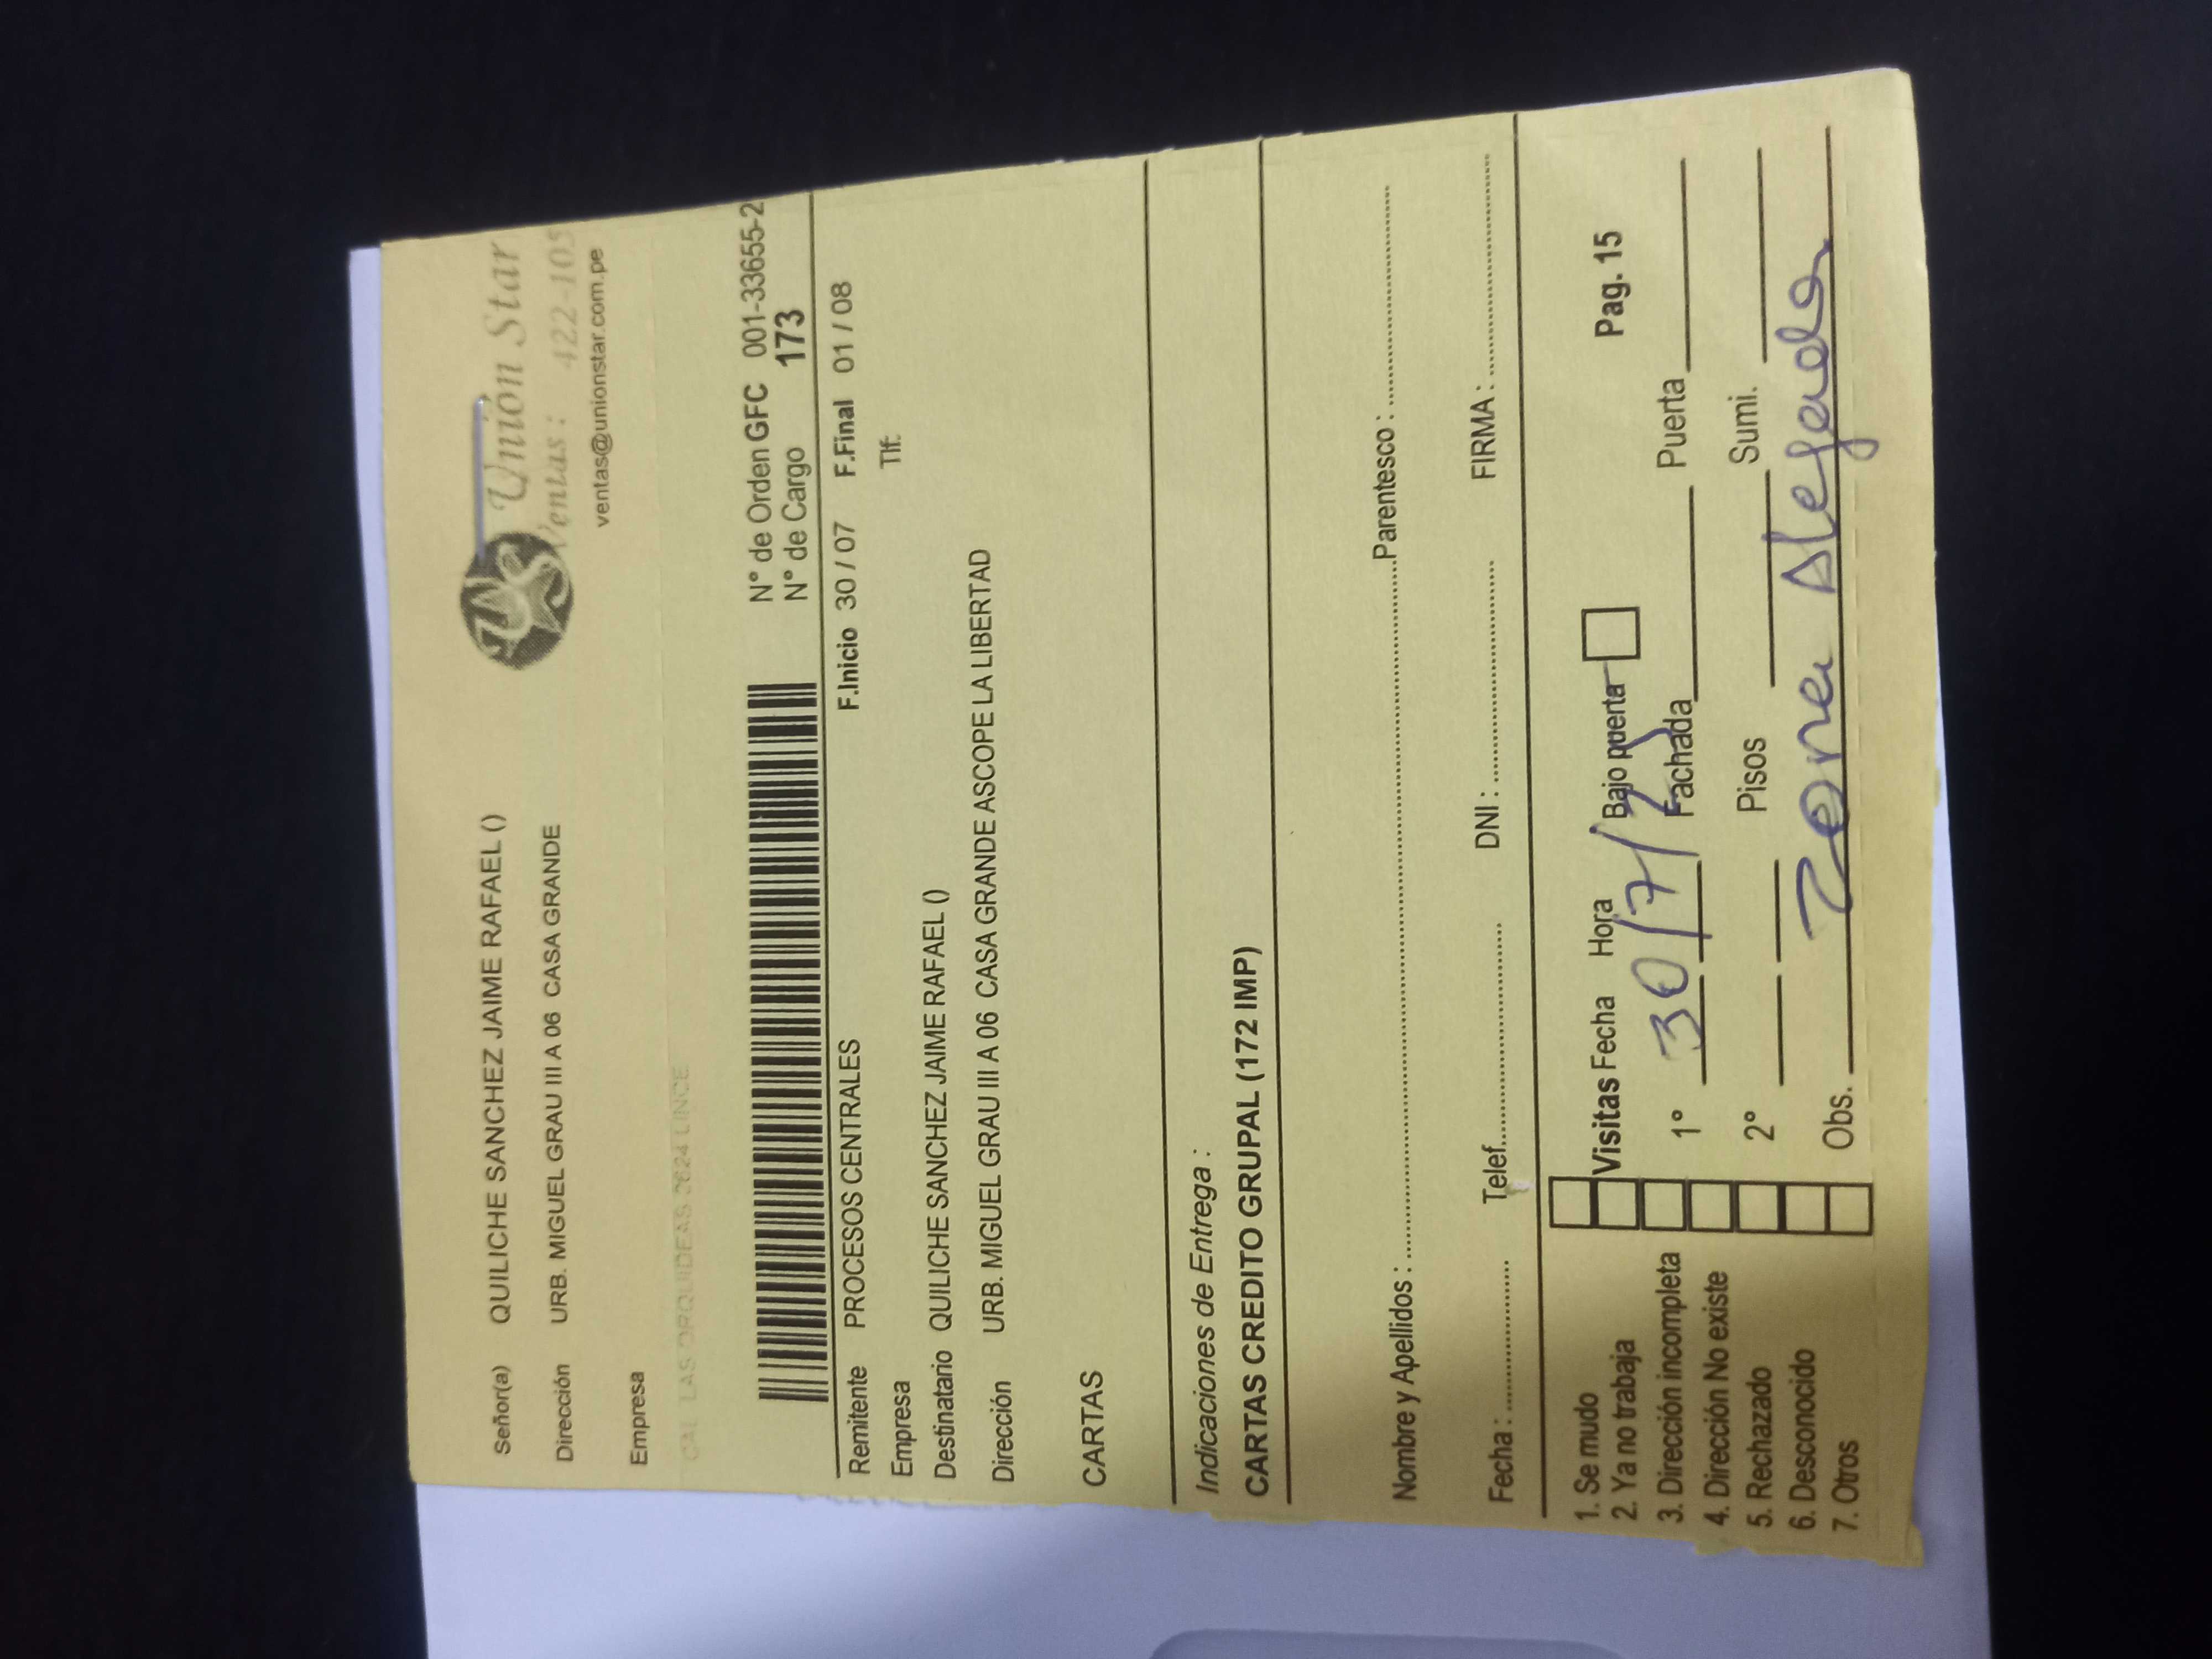 Unión Star
Ventas : 422-105
ventas@unionstar.com.pe
Señor(a) QUILICHE SANCHEZ JAIME RAFAEL ()
Dirección URB. MIGUEL GRAU III A 06 CASA GRANDE
Empresa
CAL LAS ORQUIDEAS 2624 LINCE
N° de Orden GFC 001-33655-2
N° de Cargo 173
Remitente PROCESOS CENTRALES F.Inicio 30 / 07 F.Final 01 / 08
Empresa Tlf.
Destinatario QUILICHE SANCHEZ JAIME RAFAEL ()
Dirección URB. MIGUEL GRAU III A 06 CASA GRANDE ASCOPE LA LIBERTAD
CARTAS
Indicaciones de Entrega :
CARTAS CREDITO GRUPAL (172 IMP)
Nombre y Apellidos : Parentesco :
Fecha : Telef. DNI : FIRMA :
1. Se mudo
2. Ya no trabaja
3. Dirección incompleta
4. Dirección No existe
5. Rechazado
6. Desconocido
7. Otros
Visitas Fecha Hora Bajo puerta Pag. 15
1° 30/7/25 Fachada Puerta
2° Pisos Sumi.
Obs. Zona Alejada